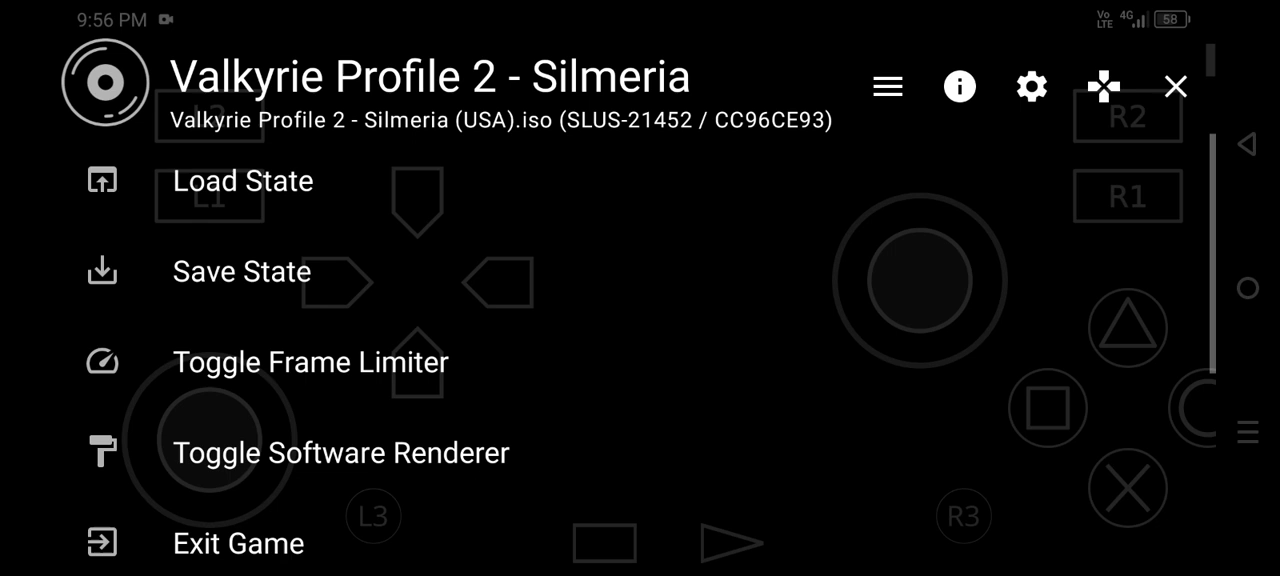 9:56 PM
Vo LTE 4G 58
Valkyrie Profile 2 - Silmeria
Valkyrie Profile 2 - Silmeria (USA).iso (SLUS-21452 / CC96CE93)
L2
R2
Load State
L1
R1
Save State
Toggle Frame Limiter
Toggle Software Renderer
L3
R3
Exit Game